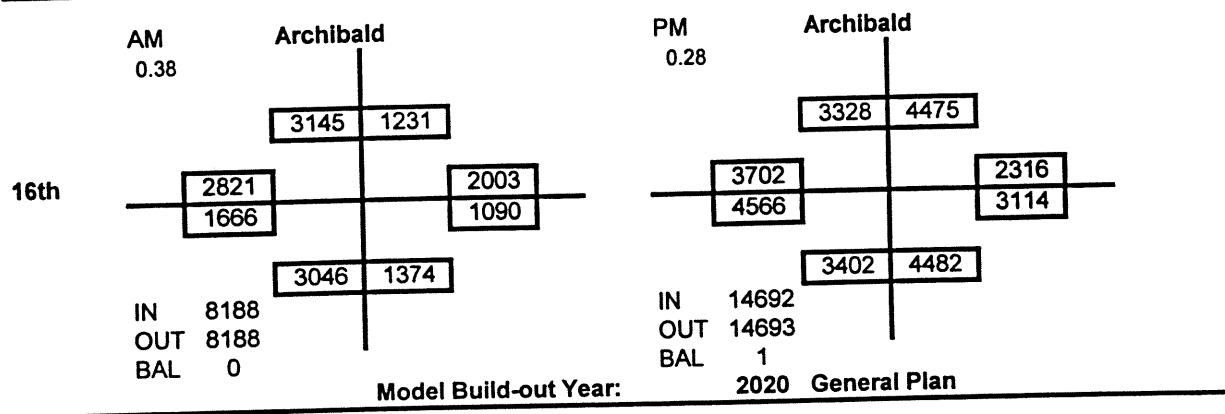 AM Archibald PM Archibald
0.38 0.28
3145 1231 3328 4475
16th 2821 2003 3702 2316
1666 1090 4566 3114
3046 1374 3402 4482
IN 8188 IN 14692
OUT 8188 OUT 14693
BAL 0 BAL 1
Model Build-out Year: 2020 General Plan